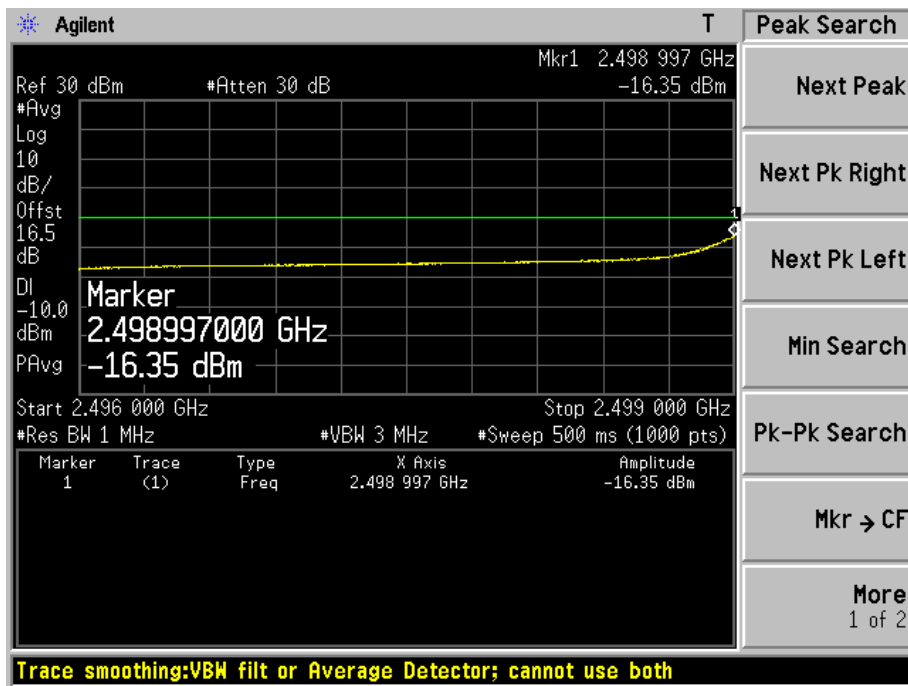 Agilent T Peak Search
Mkr1 2.498 997 GHz
Ref 30 dBm #Atten 30 dB -16.35 dBm
#Avg
Log
10
dB/
Offst
16.5
dB
DI
-10.0
dBm
PAvg
1
Marker
2.498997000 GHz
-16.35 dBm
Start 2.496 000 GHz Stop 2.499 000 GHz
#Res BW 1 MHz #VBW 3 MHz #Sweep 500 ms (1000 pts)
Marker Trace Type X Axis Amplitude
1 (1) Freq 2.498 997 GHz -16.35 dBm
Next Peak
Next Pk Right
Next Pk Left
Min Search
Pk-Pk Search
Mkr → CF
More
1 of 2
Trace smoothing:VBW filt or Average Detector; cannot use both